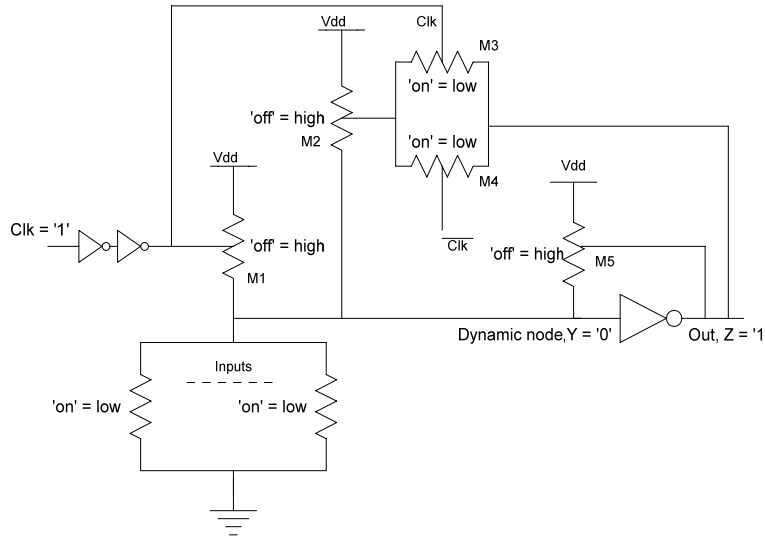 Clk
Vdd
M3
'on' = low
'off' = high
'on' = low
M2
Vdd
M4
Vdd
Clk = '1'
'off' = high
Clk
'off' = high
M5
M1
Dynamic node,Y = '0'
Out, Z = '1
Inputs
'on' = low
'on' = low